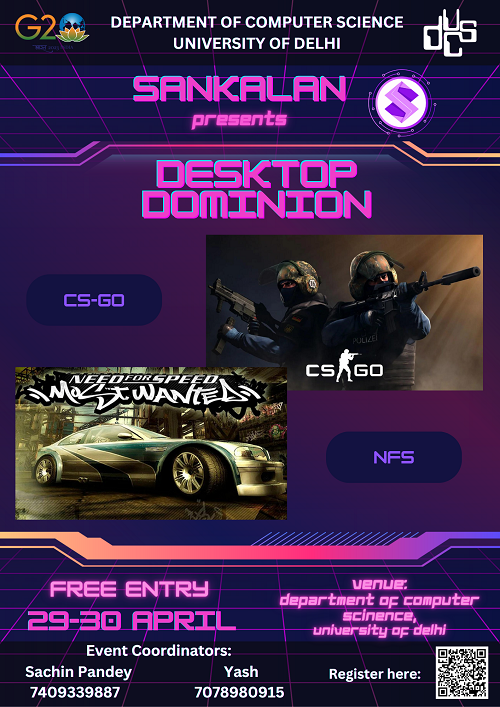 G20
DEPARTMENT OF COMPUTER SCIENCE
UNIVERSITY OF DELHI
ducs
SANKALAN
presents
S
DESKTOP
DOMINION
CS-GO
POLIZEI
CS GO
NEED FOR SPEED
MOST WANTED
NFS
FREE ENTRY
29-30 APRIL
venue:
department of computer
scinence,
university of delhi
Event Coordinators:
Sachin Pandey
7409339887
Yash
7078980915
Register here: